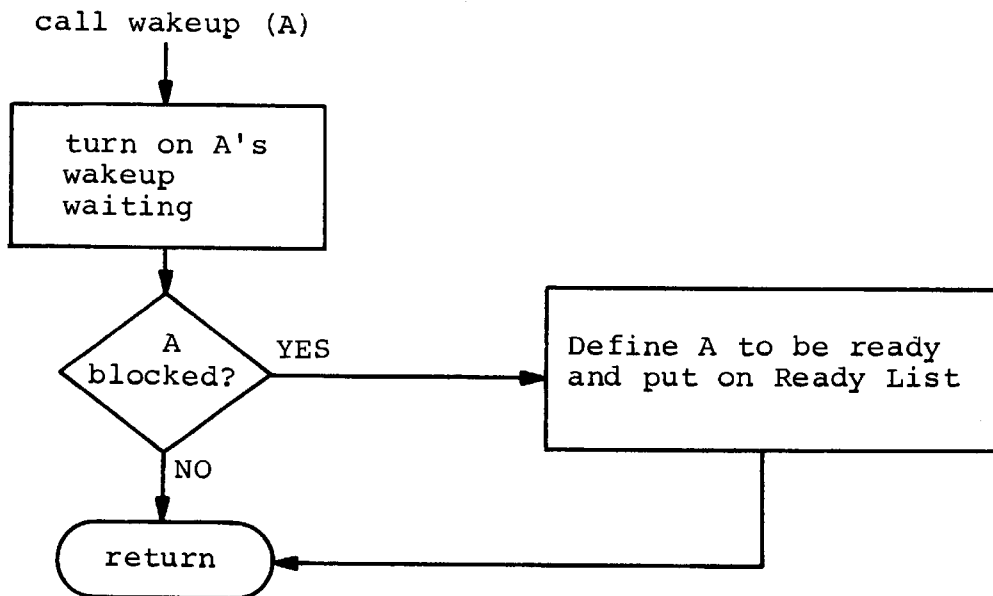 call wakeup (A)
turn on A's
wakeup
waiting
A
blocked?
YES
Define A to be ready
and put on Ready List
NO
return